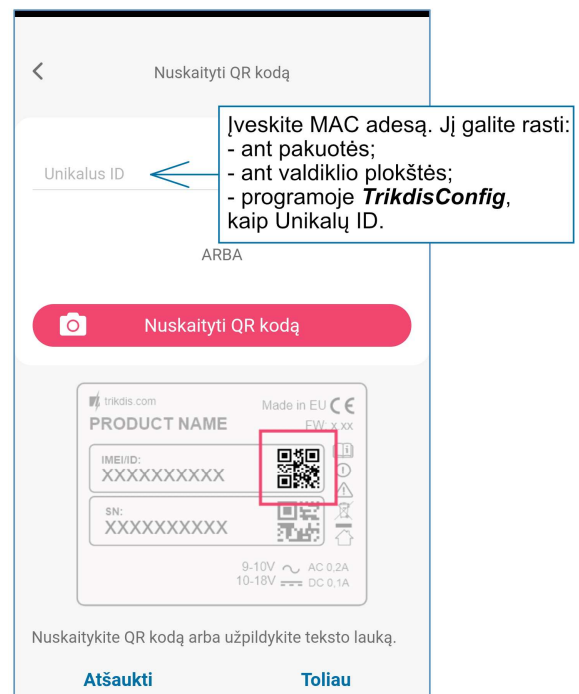 Nuskaityti QR kodą
Įveskite MAC adesą. Jį galite rasti:
- ant pakuotės;
- ant valdiklio plokštės;
- programoje TrikdisConfig,
kaip Unikalų ID.
Unikalus ID
ARBA
Nuskaityti QR kodą
trikdis.com
Made in EU CE
PRODUCT NAME
FW: x xx
IMEI/ID:
XXXXXXXXXX
SN:
XXXXXXXXXX
9-10V AC 0,2A
10-18V DC 0,1A
Nuskaitykite QR kodą arba užpildykite teksto lauką.
Atšaukti
Toliau